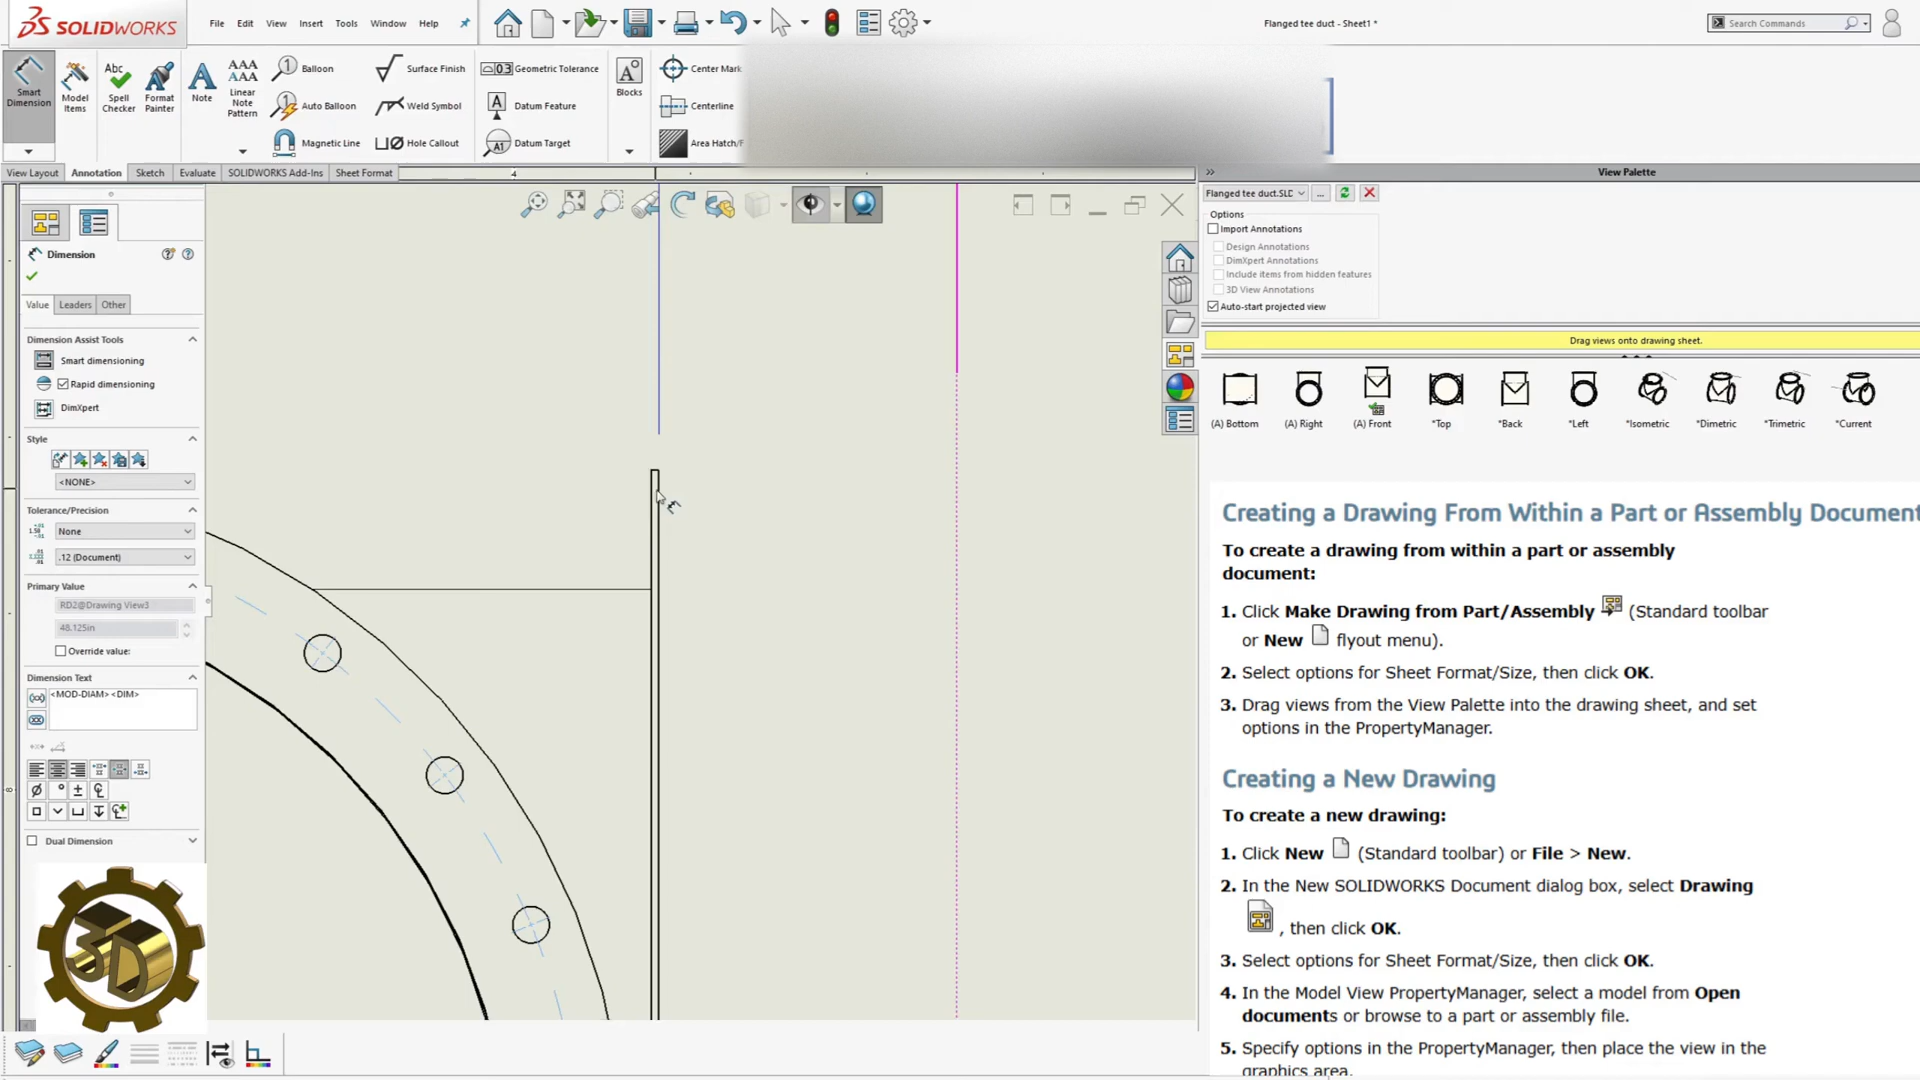 SOLIDWORKS
File
Edit
View
Insert
Tools
Window
Help
Flanged tee duct - Sheet1 *
Search Commands
Smart
Dimension
Model
Items
Abc
Spell
Checker
Format
Painter
A
Note
AAA
AAA
Linear
Note
Pattern
1
Balloon
1
Auto Balloon
Magnetic Line
Surface Finish
Weld Symbol
Hole Callout
0.3
Geometric Tolerance
A
Datum Feature
A1
Datum Target
A
Blocks
Center Mark
Centerline
Area Hatch/F
View Layout
Annotation
Sketch
Evaluate
SOLIDWORKS Add-Ins
Sheet Format
4
8
Dimension
Value
Leaders
Other
Dimension Assist Tools
Smart dimensioning
Rapid dimensioning
DimXpert
Style
<NONE>
Tolerance/Precision
None
.12 (Document)
Primary Value
RD2@Drawing View3
48.125in
Override value:
Dimension Text
<MOD-DIAM> <DIM>
Dual Dimension
3D
View Palette
Flanged tee duct.SLD
...
Options
Import Annotations
Design Annotations
DimXpert Annotations
Include items from hidden features
3D View Annotations
Auto-start projected view
Drag views onto drawing sheet.
(A) Bottom
(A) Right
(A) Front
*Top
*Back
*Left
*Isometric
*Dimetric
*Trimetric
*Current
Creating a Drawing From Within a Part or Assembly Document
To create a drawing from within a part or assembly
document:
1. Click Make Drawing from Part/Assembly (Standard toolbar
or New flyout menu).
2. Select options for Sheet Format/Size, then click OK.
3. Drag views from the View Palette into the drawing sheet, and set
options in the PropertyManager.
Creating a New Drawing
To create a new drawing:
1. Click New (Standard toolbar) or File > New.
2. In the New SOLIDWORKS Document dialog box, select Drawing
, then click OK.
3. Select options for Sheet Format/Size, then click OK.
4. In the Model View PropertyManager, select a model from Open
documents or browse to a part or assembly file.
5. Specify options in the PropertyManager, then place the view in the
graphics area.